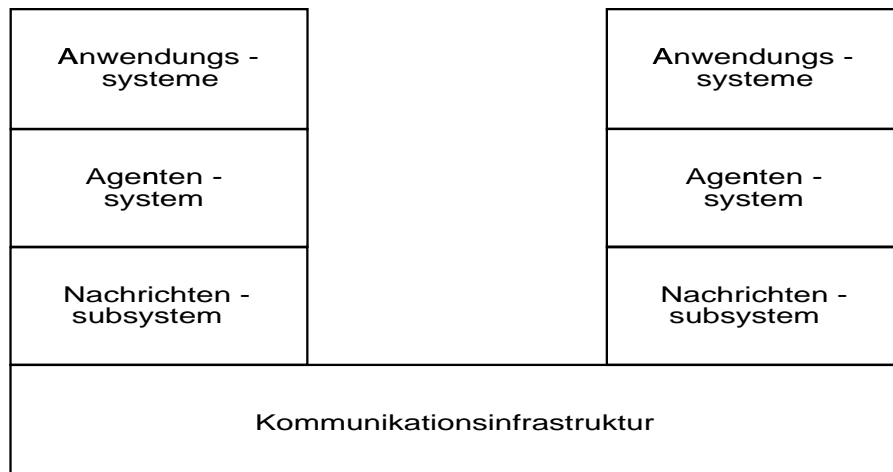 Anwendungs -
systeme
Anwendungs -
systeme
Agenten -
system
Agenten -
system
Nachrichten -
subsystem
Nachrichten -
subsystem
Kommunikationsinfrastruktur